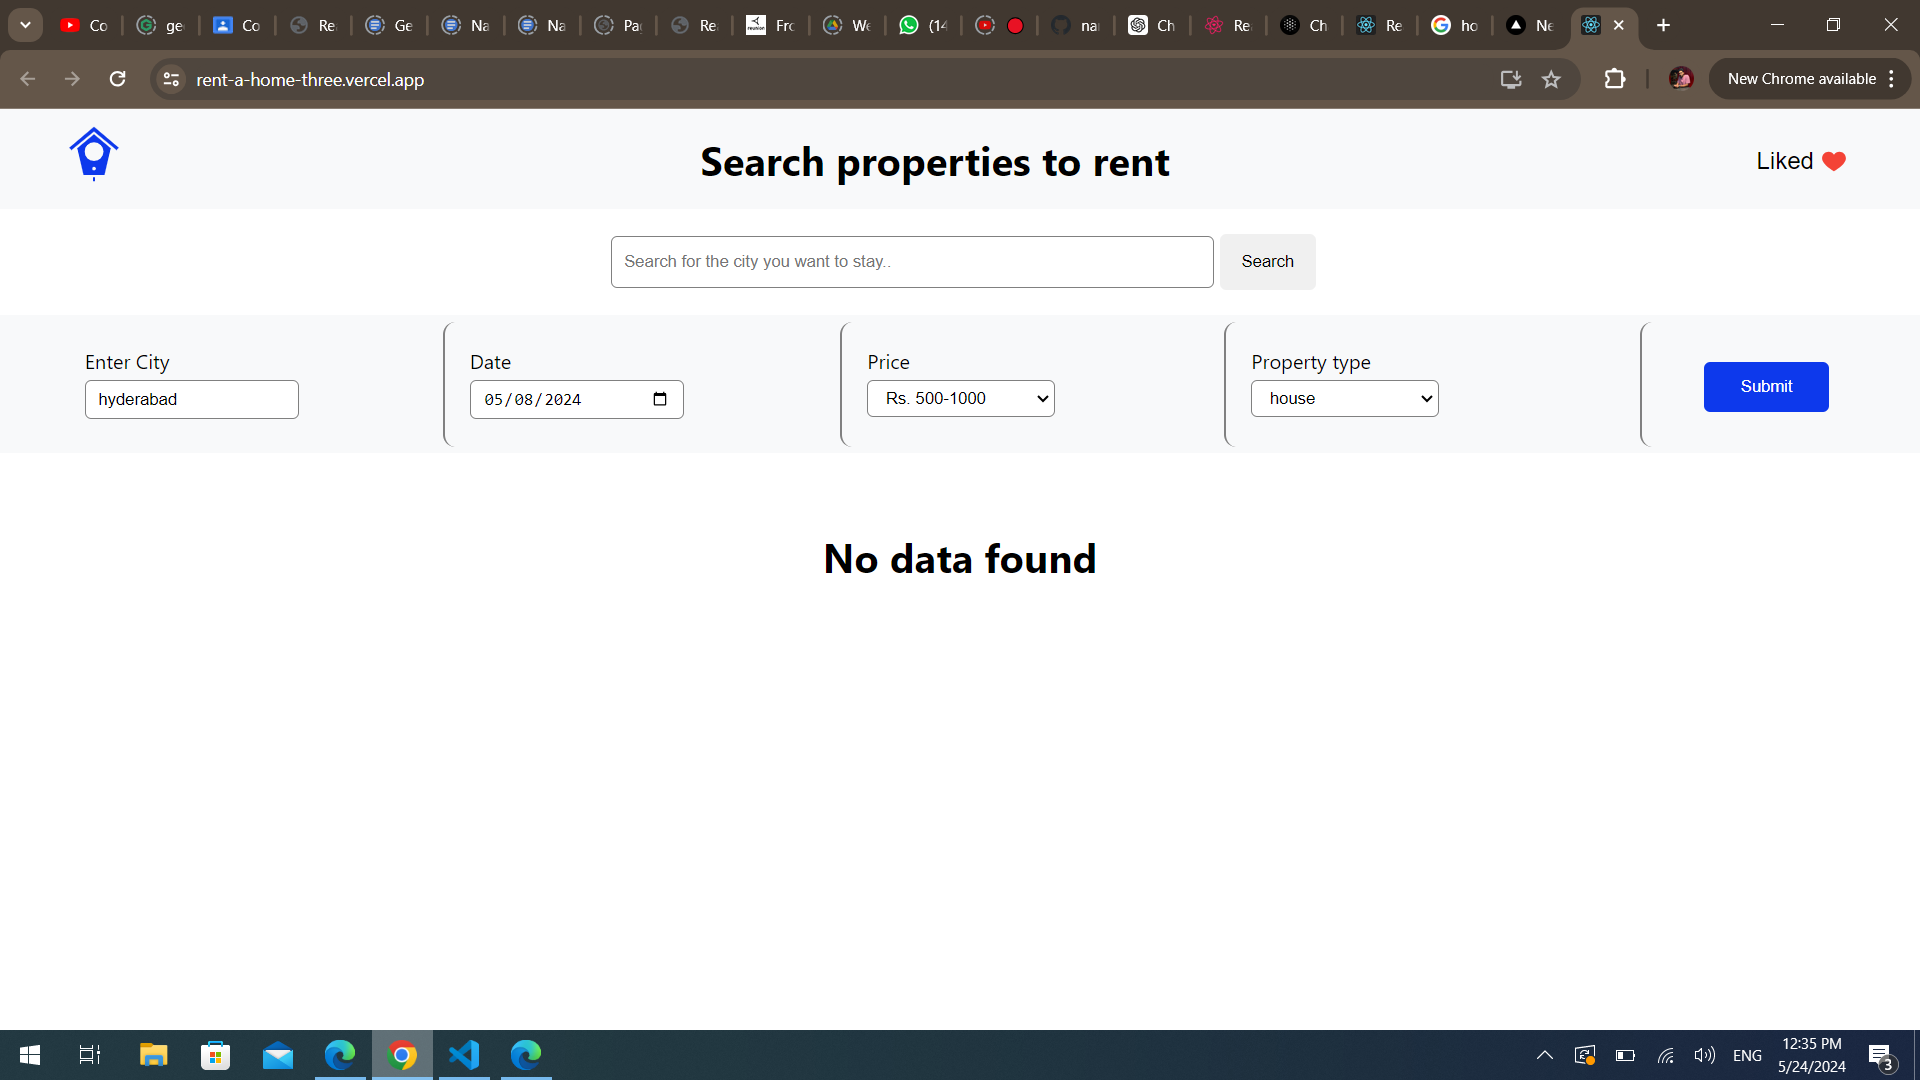 Co
ge
Co
Re
Ge
Na
Na
Pa
Re
Fro
We
(14
na
Ch
Re
Ch
Re
ho
Ne
rent-a-home-three.vercel.app
New Chrome available
Search properties to rent
Liked
Search for the city you want to stay..
Search
Enter City
Date
Price
Property type
hyderabad
05/08/2024
Rs. 500-1000
house
Submit
No data found
ENG
12:35 PM
5/24/2024
3